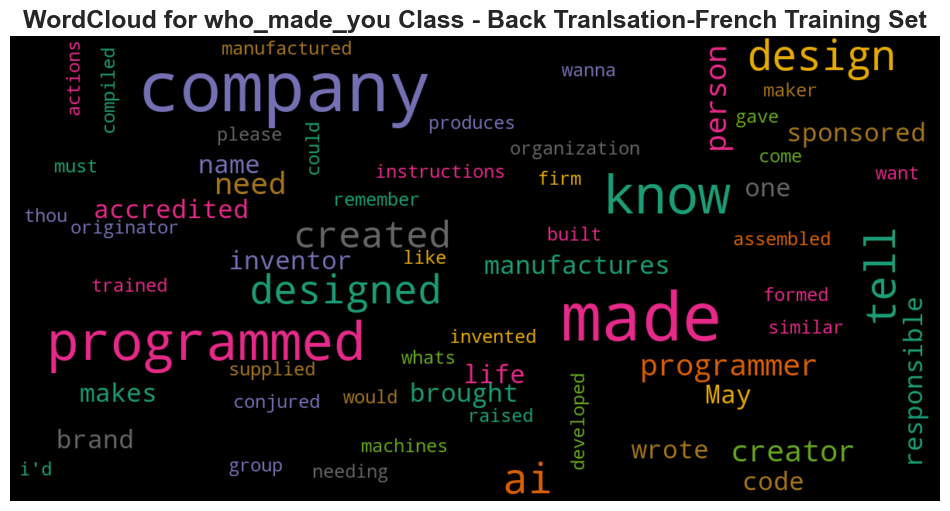 WordCloud for who_made_you Class - Back Tranlsation-French Training Set
actions
compiled
manufactured
company
wanna
person
design
maker
please
could
produces
gave
sponsored
organization
come
must
name
need
instructions
firm
know
one
want
thou
accredited
remember
originator
created
built
assembled
tell
inventor
like
manufactures
trained
designed
made
formed
similar
responsible
programmed
invented
whats
supplied
life
programmer
makes
conjured
would
brought
May
raised
developed
brand
machines
wrote
creator
i'd
group
needing
ai
code